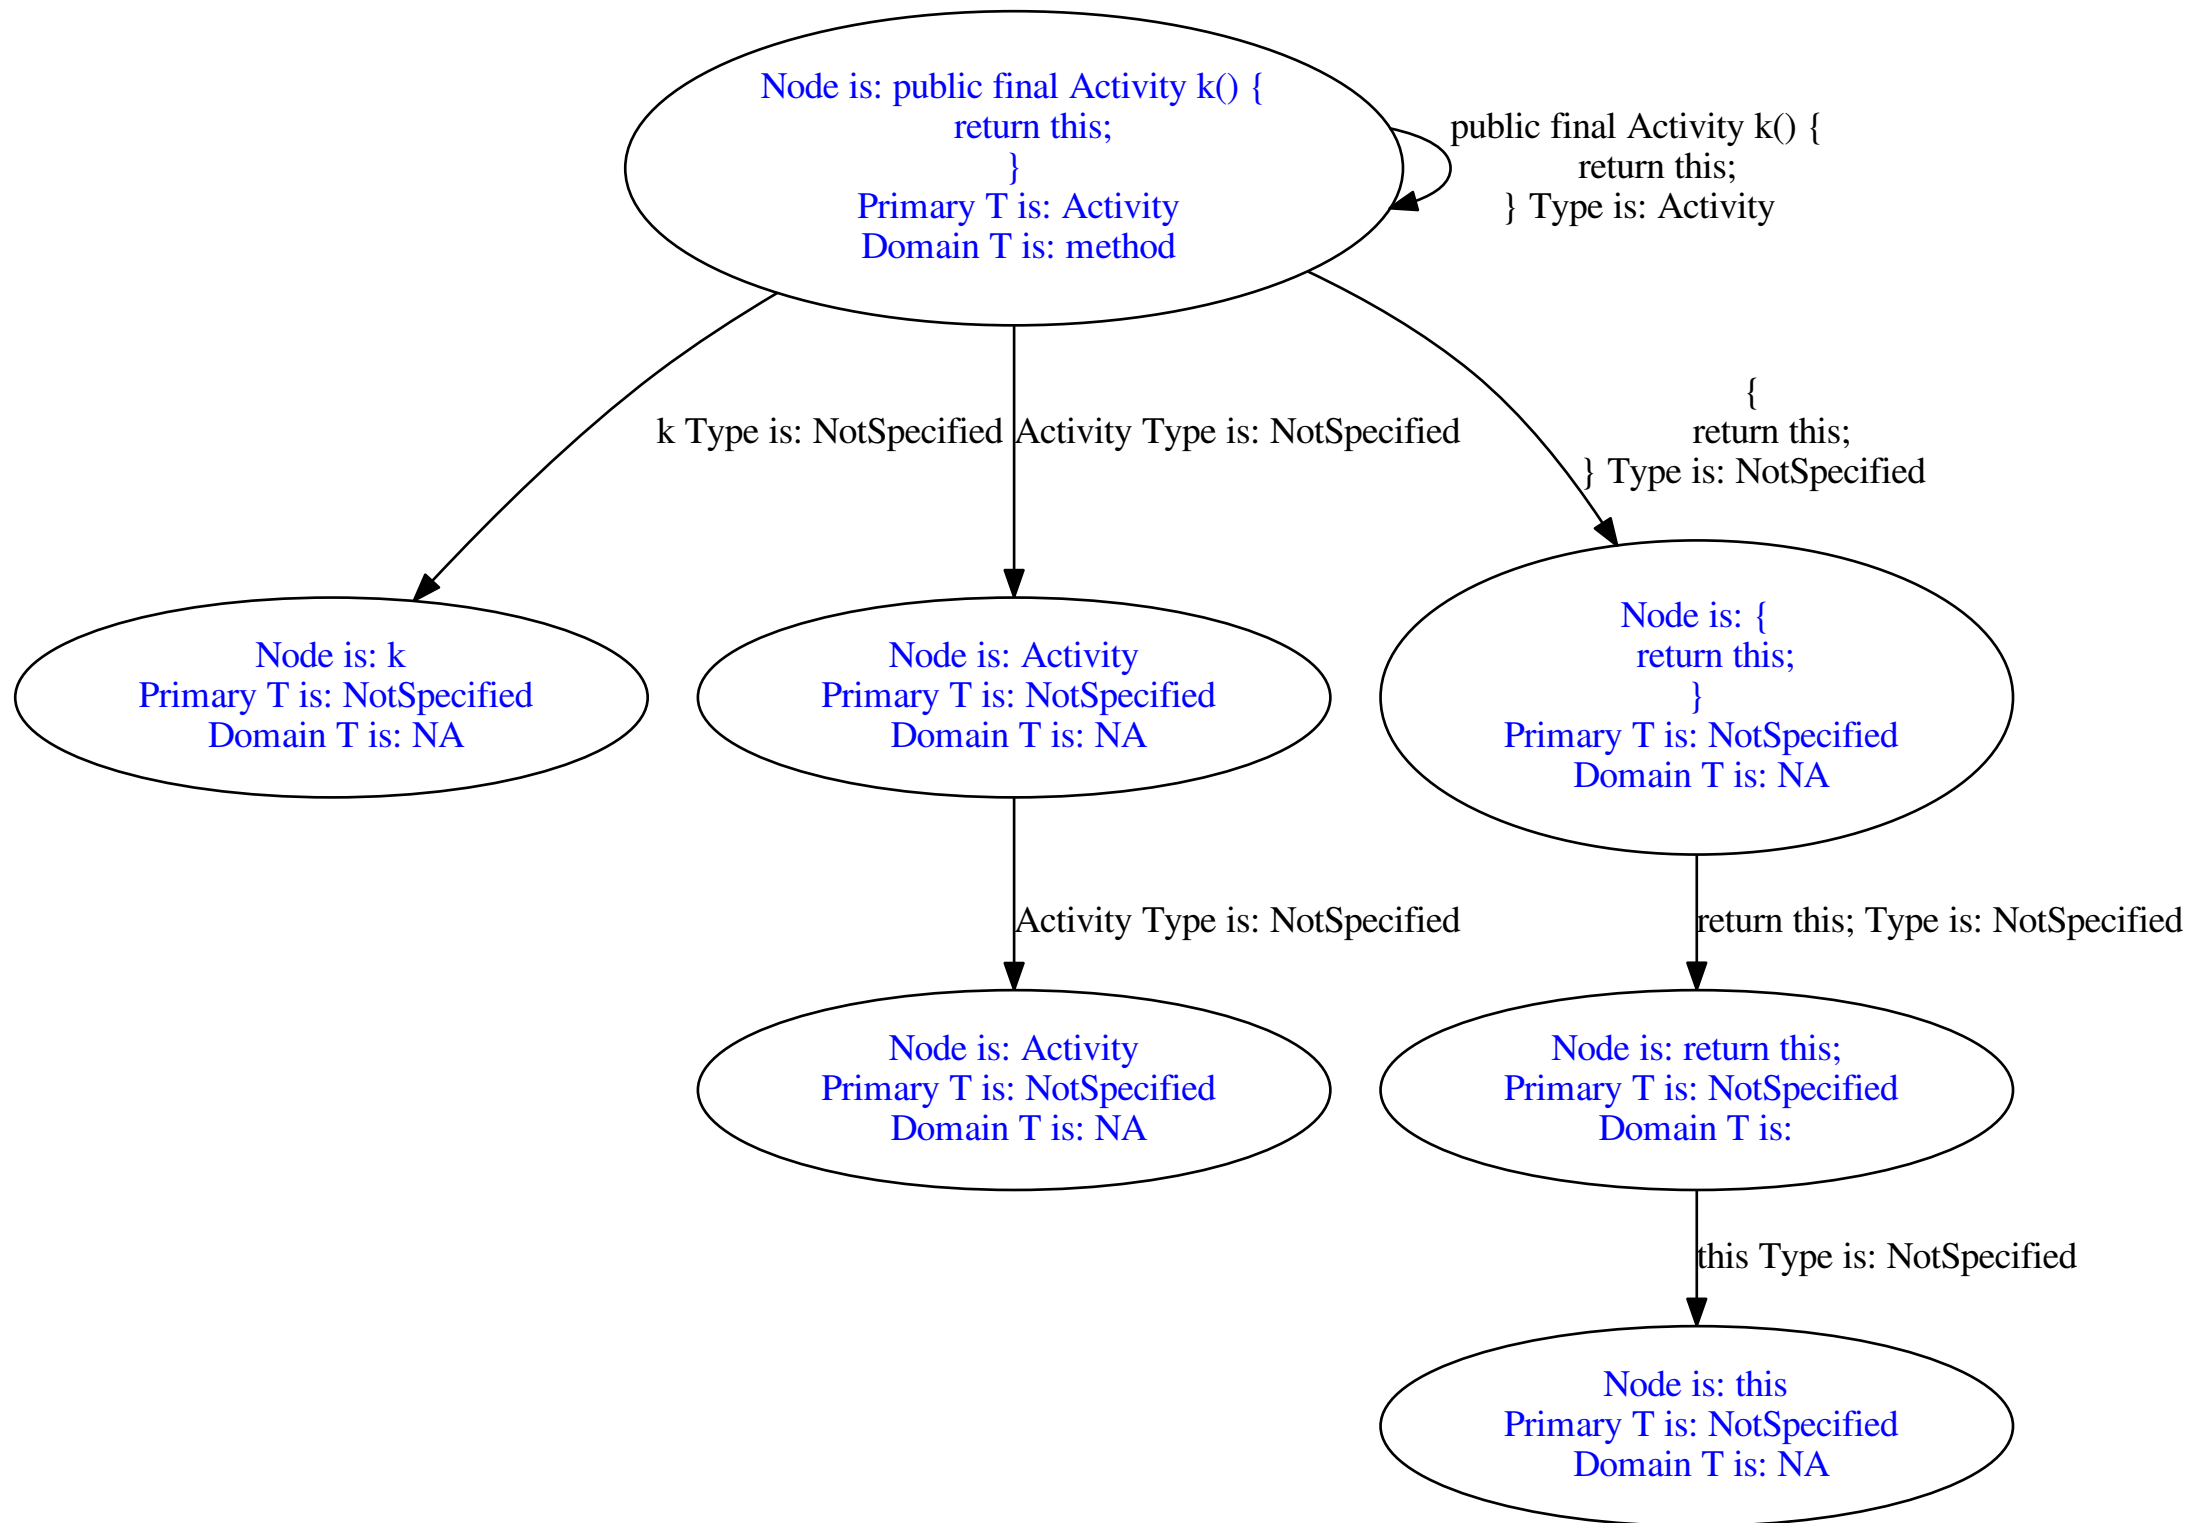 Node is: public final Activity k() {
return this;
}
Primary T is: Activity
Domain T is: method
public final Activity k() {
return this;
} Type is: Activity
k Type is: NotSpecified
Activity Type is: NotSpecified
{
return this;
} Type is: NotSpecified
Node is: k
Primary T is: NotSpecified
Domain T is: NA
Node is: Activity
Primary T is: NotSpecified
Domain T is: NA
Node is: {
return this;
}
Primary T is: NotSpecified
Domain T is: NA
Activity Type is: NotSpecified
return this; Type is: NotSpecified
Node is: Activity
Primary T is: NotSpecified
Domain T is: NA
Node is: return this;
Primary T is: NotSpecified
Domain T is:
this Type is: NotSpecified
Node is: this
Primary T is: NotSpecified
Domain T is: NA